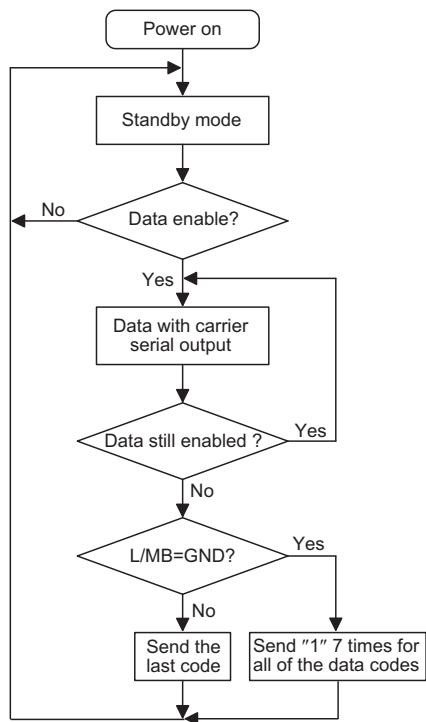 Power on
Standby mode
No
Data enable?
Yes
Data with carrier
serial output
Data still enabled ?
Yes
No
L/MB=GND?
Yes
No
Send the
last code
Send ″1″ 7 times for
all of the data codes